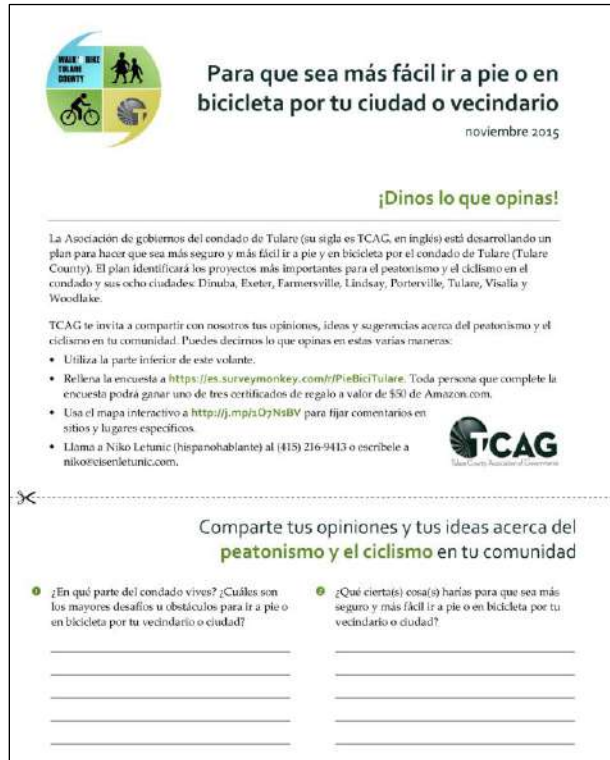 WALK BIKE
TULARE
COUNTY
Para que sea más fácil ir a pie o en
bicicleta por tu ciudad o vecindario
noviembre 2015
¡Dinos lo que opinas!
La Asociación de gobiernos del condado de Tulare (su sigla es TCAG, en inglés) está desarrollando un
plan para hacer que sea más seguro y más fácil ir a pie y en bicicleta por el condado de Tulare (Tulare
County). El plan identificará los proyectos más importantes para el peatonismo y el ciclismo en el
condado y sus ocho ciudades: Dinuba, Exeter, Farmersville, Lindsay, Porterville, Tulare, Visalia y
Woodlake.
TCAG te invita a compartir con nosotros tus opiniones, ideas y sugerencias acerca del peatonismo y el
ciclismo en tu comunidad. Puedes decirnos lo que opinas en estas varias maneras:
• Utiliza la parte inferior de este volante.
• Rellena la encuesta a https://es.surveymonkey.com/r/PieBiciTulare. Toda persona que complete la
encuesta podrá ganar uno de tres certificados de regalo a valor de $50 de Amazon.com.
• Usa el mapa interactivo a http://j.mp/1O7NsBV para fijar comentarios en
sitios y lugares específicos.
• Llama a Niko Letunic (hispanohablante) al (415) 216-9413 o escríbele a
niko@eisenletunic.com.
TCAG
Tulare County Association of Governments
Comparte tus opiniones y tus ideas acerca del
peatonismo y el ciclismo en tu comunidad
1 ¿En qué parte del condado vives? ¿Cuáles son
los mayores desafíos u obstáculos para ir a pie o
en bicicleta por tu vecindario o ciudad?
2 ¿Qué cierta(s) cosa(s) harías para que sea más
seguro y más fácil ir a pie o en bicicleta por tu
vecindario o ciudad?